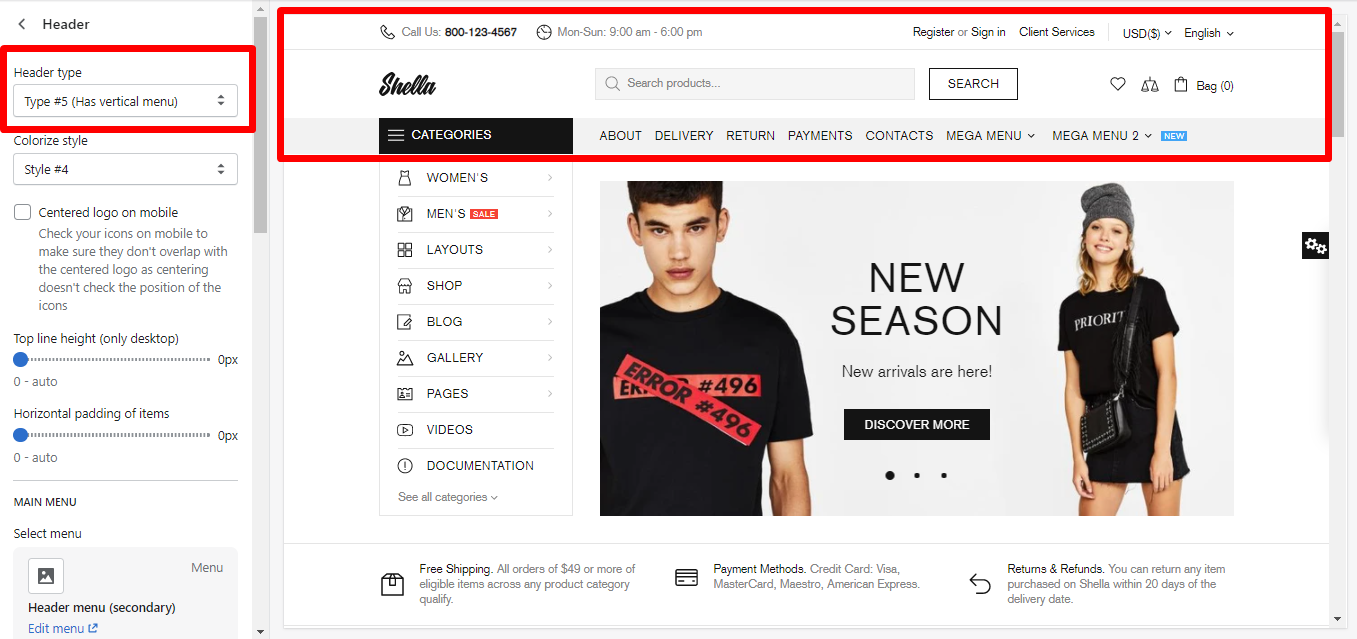 Header
Header type
Type #5 (Has vertical menu)
Colorize style
Style #4
Centered logo on mobile
Check your icons on mobile to
make sure they don't overlap with
the centered logo as centering
doesn't check the position of the
icons
Top line height (only desktop)
0px
0 - auto
Horizontal padding of items
0px
0 - auto
MAIN MENU
Select menu
Menu
Header menu (secondary)
Edit menu
Call Us: 800-123-4567 Mon-Sun: 9:00 am - 6:00 pm Register or Sign in Client Services USD($) English
Shella Search products... SEARCH Bag (0)
CATEGORIES ABOUT DELIVERY RETURN PAYMENTS CONTACTS MEGA MENU MEGA MENU 2 NEW
WOMEN'S
MEN'S SALE
LAYOUTS
SHOP
BLOG
GALLERY
PAGES
VIDEOS
DOCUMENTATION
See all categories
ERROR #496
ERROR #496
NEW
SEASON
New arrivals are here!
DISCOVER MORE
PRIORIT
Free Shipping. All orders of $49 or more of
eligible items across any product category
qualify.
Payment Methods. Credit Card: Visa,
MasterCard, Maestro, American Express.
Returns & Refunds. You can return any item
purchased on Shella within 20 days of the
delivery date.